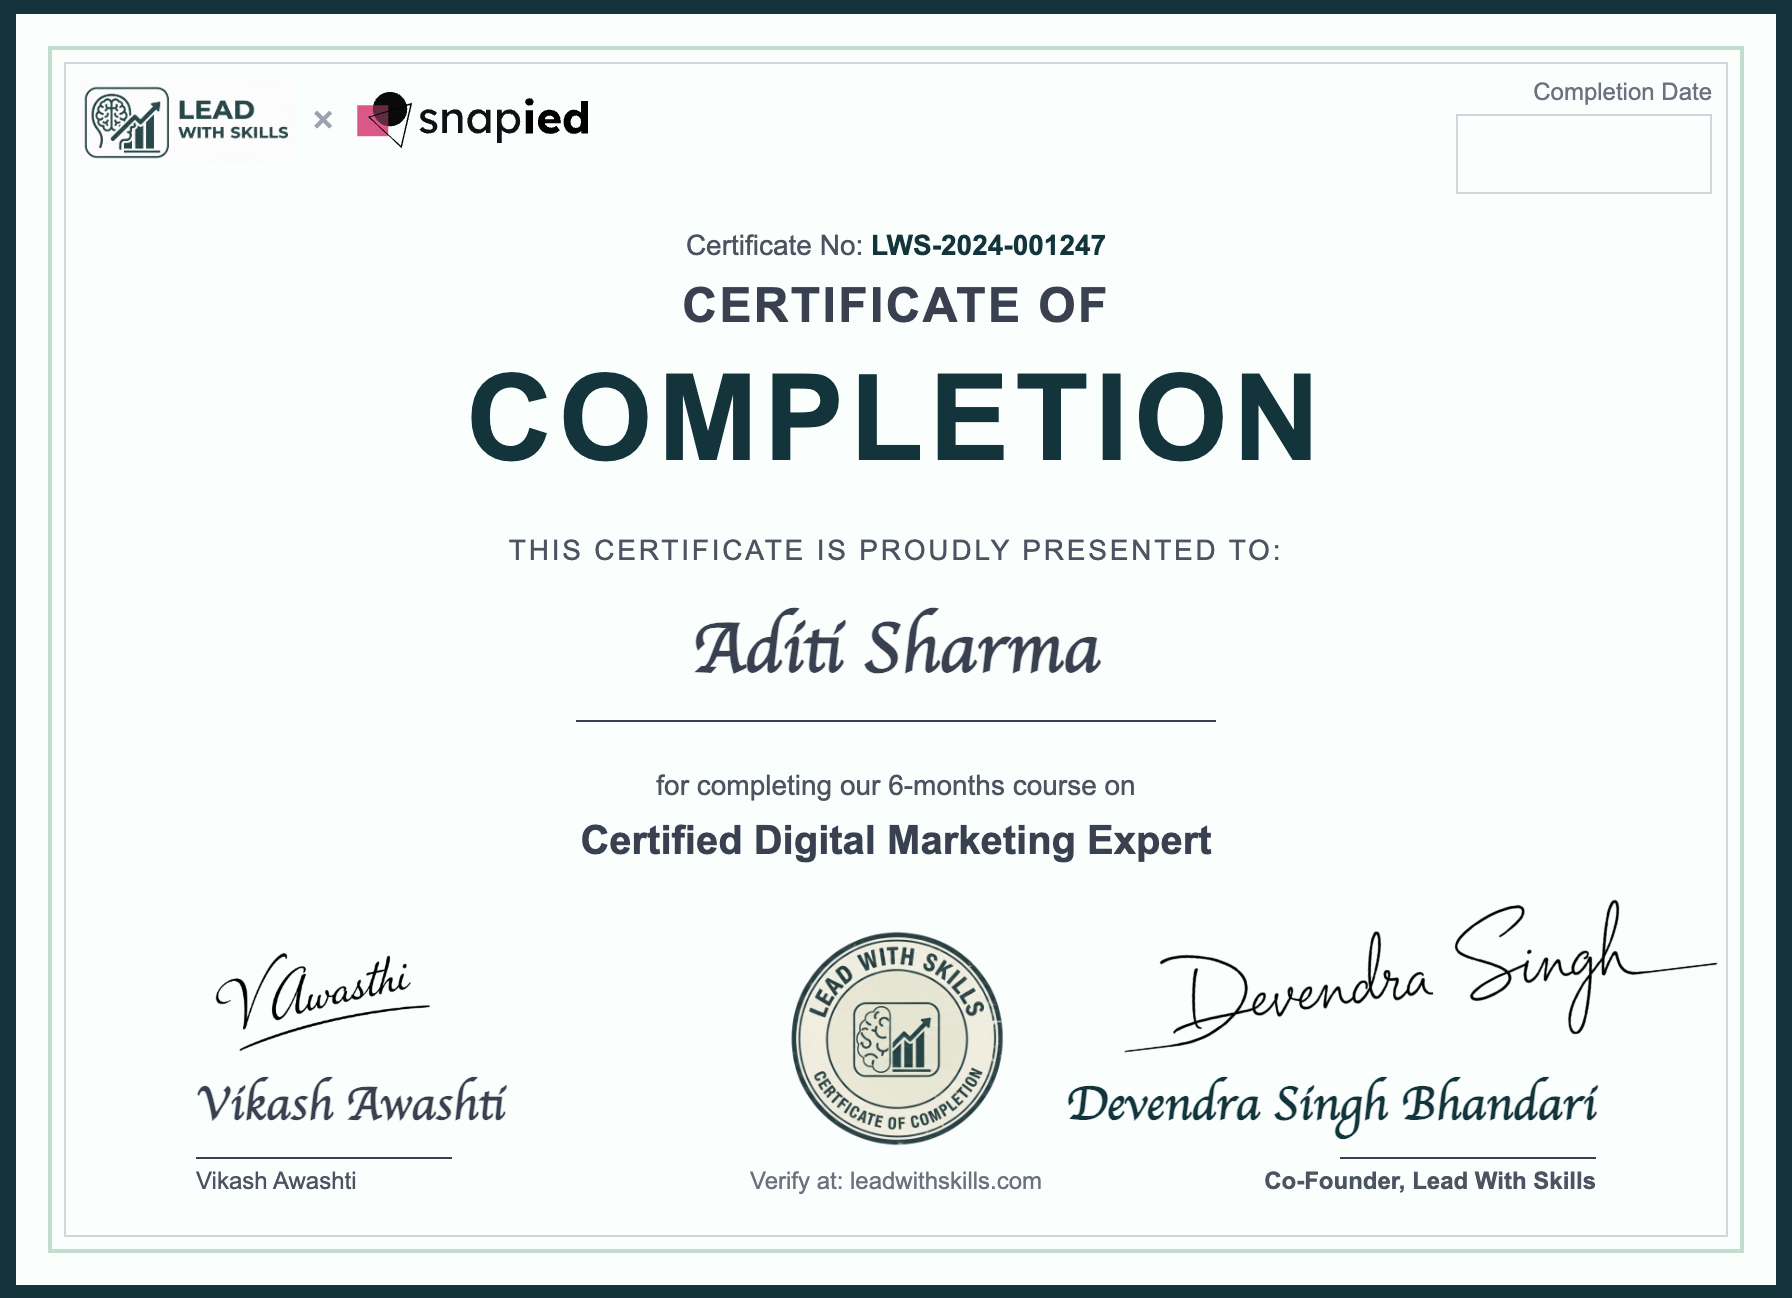 LEAD
WITH SKILLS
×
snapied
Completion Date
Certificate No: LWS-2024-001247
CERTIFICATE OF
COMPLETION
THIS CERTIFICATE IS PROUDLY PRESENTED TO:
Aditi Sharma
for completing our 6-months course on
Certified Digital Marketing Expert
V Awasthi
Vikash Awashti
Vikash Awashti
LEAD WITH SKILLS
CERTFICATE OF COMPLETION
Verify at: leadwithskills.com
Devendra Singh
Devendra Singh Bhandari
Co-Founder, Lead With Skills